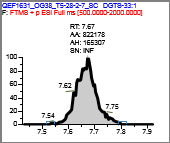 QEF1631_OG38_T5-28-2-7_SC DGTS-33:1
F: FTMS + p ESI Full ms [500.0000-2000.0000]
RT: 7.67
AA: 822178
AH: 165307
SN: INF
100
80
7.62
60
40
7.54
7.75
20
0
7.5 7.6 7.7 7.8 7.9